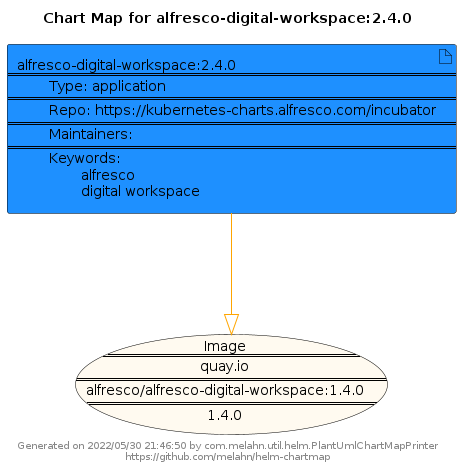 Chart Map for alfresco-digital-workspace:2.4.0
alfresco-digital-workspace:2.4.0
Type: application
Repo: https://kubernetes-charts.alfresco.com/incubator
Maintainers:
Keywords:
alfresco
digital workspace
Image
quay.io
alfresco/alfresco-digital-workspace:1.4.0
1.4.0
Generated on 2022/05/30 21:46:50 by com.melahn.util.helm.PlantUmlChartMapPrinter
https://github.com/melahn/helm-chartmap